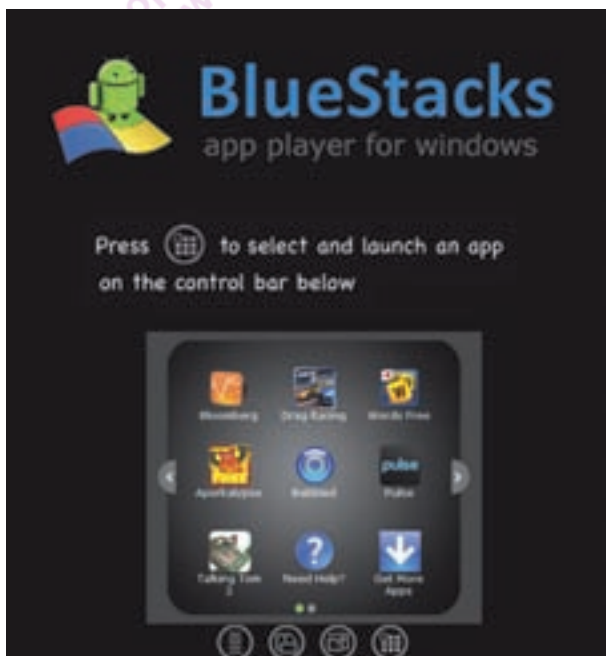 BlueStacks
app player for windows
Press to select and launch an app
on the control bar below
Bloomberg Drag Racing Words Free
Aporkalypse Pulse
pulse
Talking Tom Need Help? Get More
2 Apps